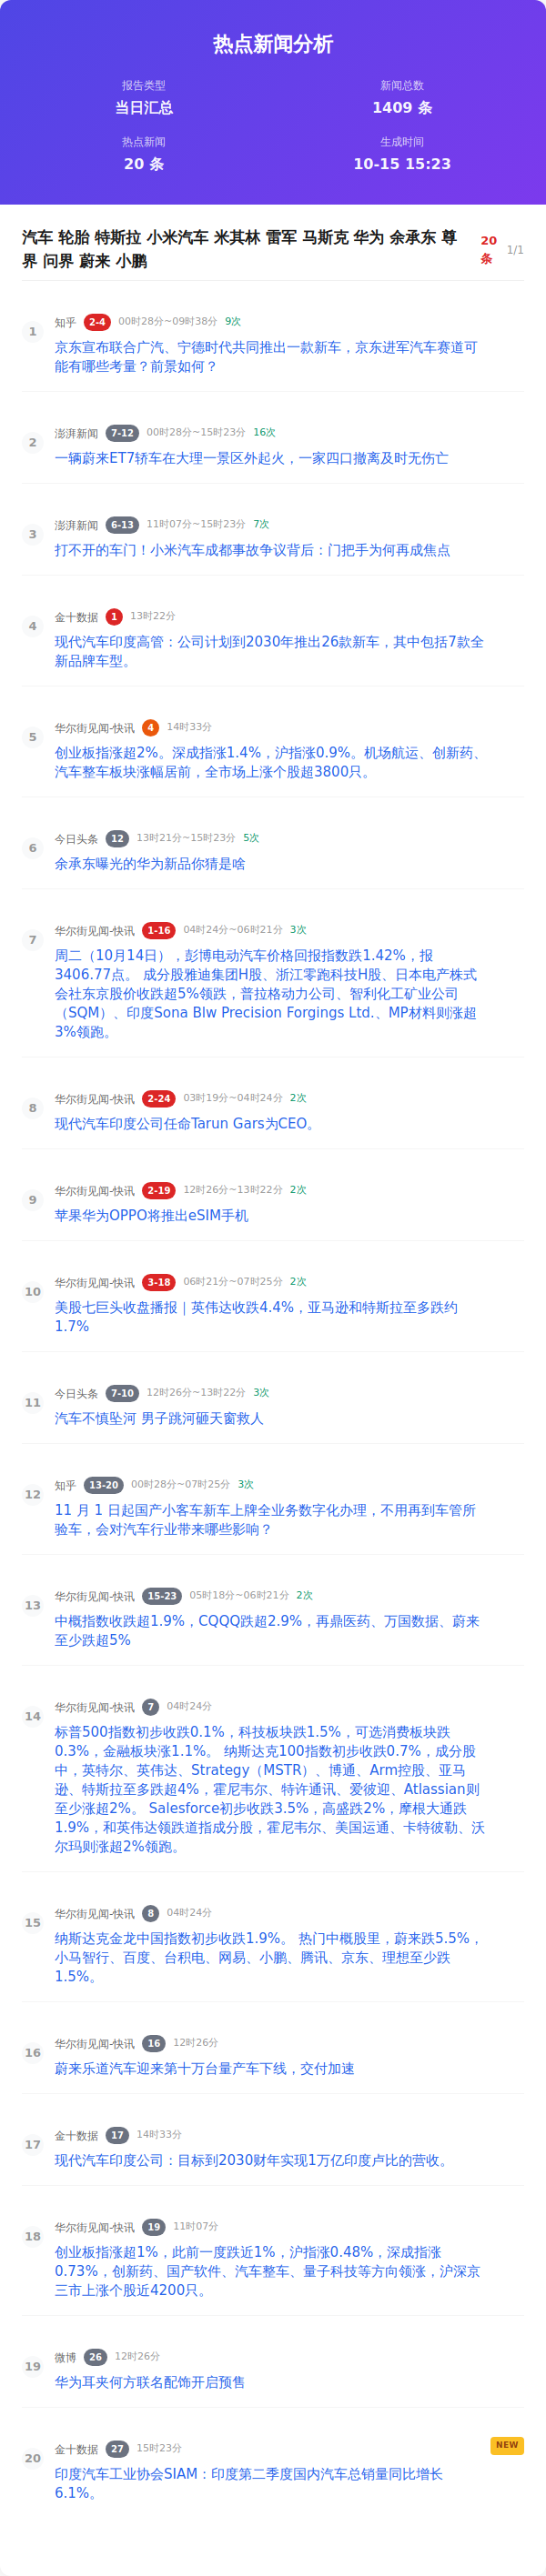 热点新闻分析
报告类型
新闻总数
当日汇总
1409 条
热点新闻
生成时间
20 条
10-15 15:23
汽车 轮胎 特斯拉 小米汽车 米其林 雷军 马斯克 华为 余承东 尊
界 问界 蔚来 小鹏
20
条
1/1
1
知乎 2-4 00时28分~09时38分 9次
京东宣布联合广汽、宁德时代共同推出一款新车，京东进军汽车赛道可
能有哪些考量？前景如何？
2
澎湃新闻 7-12 00时28分~15时23分 16次
一辆蔚来ET7轿车在大理一景区外起火，一家四口撤离及时无伤亡
3
澎湃新闻 6-13 11时07分~15时23分 7次
打不开的车门！小米汽车成都事故争议背后：门把手为何再成焦点
4
金十数据 1 13时22分
现代汽车印度高管：公司计划到2030年推出26款新车，其中包括7款全
新品牌车型。
5
华尔街见闻-快讯 4 14时33分
创业板指涨超2%。深成指涨1.4%，沪指涨0.9%。机场航运、创新药、
汽车整车板块涨幅居前，全市场上涨个股超3800只。
6
今日头条 12 13时21分~15时23分 5次
余承东曝光的华为新品你猜是啥
7
华尔街见闻-快讯 1-16 04时24分~06时21分 3次
周二（10月14日），彭博电动汽车价格回报指数跌1.42%，报
3406.77点。 成分股雅迪集团H股、浙江零跑科技H股、日本电产株式
会社东京股价收跌超5%领跌，普拉格动力公司、智利化工矿业公司
（SQM）、印度Sona Blw Precision Forgings Ltd.、MP材料则涨超
3%领跑。
8
华尔街见闻-快讯 2-24 03时19分~04时24分 2次
现代汽车印度公司任命Tarun Gars为CEO。
9
华尔街见闻-快讯 2-19 12时26分~13时22分 2次
苹果华为OPPO将推出eSIM手机
10
华尔街见闻-快讯 3-18 06时21分~07时25分 2次
美股七巨头收盘播报｜英伟达收跌4.4%，亚马逊和特斯拉至多跌约
1.7%
11
今日头条 7-10 12时26分~13时22分 3次
汽车不慎坠河 男子跳河砸天窗救人
12
知乎 13-20 00时28分~07时25分 3次
11 月 1 日起国产小客车新车上牌全业务数字化办理，不用再到车管所
验车，会对汽车行业带来哪些影响？
13
华尔街见闻-快讯 15-23 05时18分~06时21分 2次
中概指数收跌超1.9%，CQQQ跌超2.9%，再鼎医药、万国数据、蔚来
至少跌超5%
14
华尔街见闻-快讯 7 04时24分
标普500指数初步收跌0.1%，科技板块跌1.5%，可选消费板块跌
0.3%，金融板块涨1.1%。 纳斯达克100指数初步收跌0.7%，成分股
中，英特尔、英伟达、Strategy（MSTR）、博通、Arm控股、亚马
逊、特斯拉至多跌超4%，霍尼韦尔、特许通讯、爱彼迎、Atlassian则
至少涨超2%。 Salesforce初步收跌3.5%，高盛跌2%，摩根大通跌
1.9%，和英伟达领跌道指成分股，霍尼韦尔、美国运通、卡特彼勒、沃
尔玛则涨超2%领跑。
15
华尔街见闻-快讯 8 04时24分
纳斯达克金龙中国指数初步收跌1.9%。 热门中概股里，蔚来跌5.5%，
小马智行、百度、台积电、网易、小鹏、腾讯、京东、理想至少跌
1.5%。
16
华尔街见闻-快讯 16 12时26分
蔚来乐道汽车迎来第十万台量产车下线，交付加速
17
金十数据 17 14时33分
现代汽车印度公司：目标到2030财年实现1万亿印度卢比的营收。
18
华尔街见闻-快讯 19 11时07分
创业板指涨超1%，此前一度跌近1%，沪指涨0.48%，深成指涨
0.73%，创新药、国产软件、汽车整车、量子科技等方向领涨，沪深京
三市上涨个股近4200只。
19
微博 26 12时26分
华为耳夹何方联名配饰开启预售
20
金十数据 27 15时23分
NEW
印度汽车工业协会SIAM：印度第二季度国内汽车总销量同比增长
6.1%。